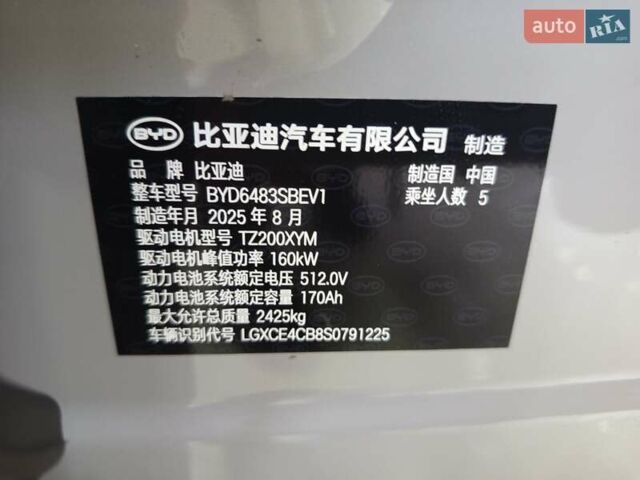 auto RIA.com
BYD 比亚迪汽车有限公司 制造
品牌 比亚迪 制造国 中国
整车型号 BYD6483SBEV1 乘坐人数 5
制造年月 2025 年 8 月
驱动电机型号 TZ200XYM
驱动电机峰值功率 160kW
动力电池系统额定电压 512.0V
动力电池系统额定容量 170Ah
最大允许总质量 2425kg
车辆识别代号 LGXCE4CB8S0791225